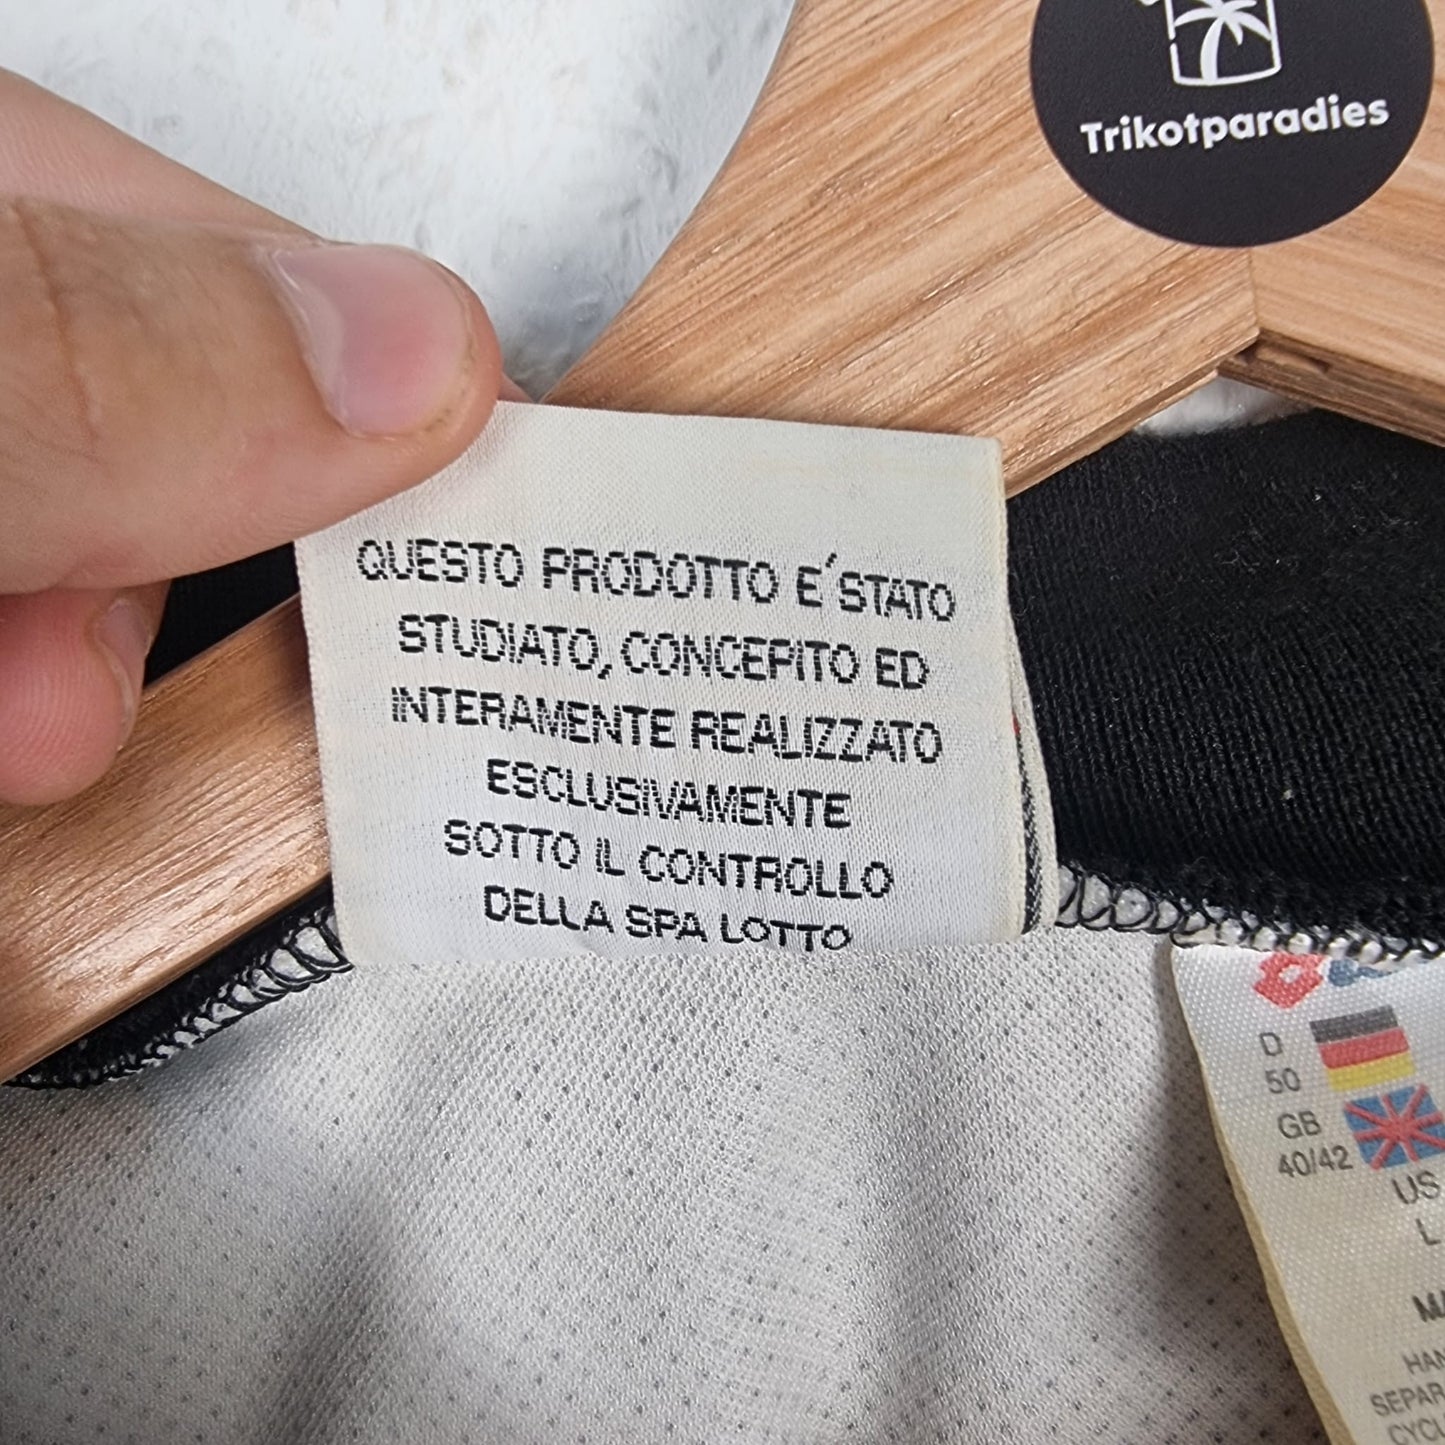 Trikotparadies
QUESTO PRODOTTO E´ STATO
STUDIATO, CONCEPITO ED
INTERAMENTE REALIZZATO
ESCLUSIVAMENTE
SOTTO IL CONTROLLO
DELLA SPA LOTTO
D
50
GB
40/42
US
L